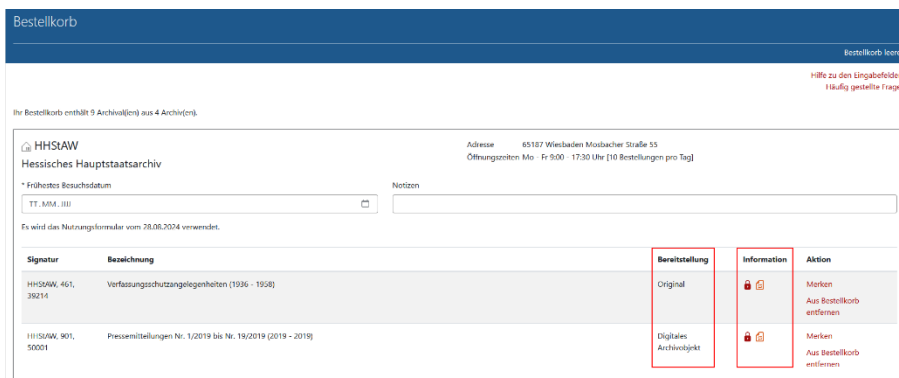 Bestellkorb
Bestellkorb leere
Hilfe zu den Eingabefelde
Häufig gestellte Frage
Ihr Bestellkorb enthält 9 Archival(ien) aus 4 Archiv(en).
HHStAW
Hessisches Hauptstaatsarchiv
Adresse 65187 Wiesbaden Mosbacher Straße 55
Öffnungszeiten Mo - Fr 9:00 - 17:30 Uhr [10 Bestellungen pro Tag]
* Frühestes Besuchsdatum Notizen
TT.MM.JJJJ
Es wird das Nutzungsformular vom 28.08.2024 verwendet.
Signatur Bezeichnung Bereitstellung Information Aktion
HHStAW, 461, Verfassungsschutzangelegenheiten (1936 - 1958) Original Merken
39214 Aus Bestellkorb
entfernen
HHStAW, 901, Pressemitteilungen Nr. 1/2019 bis Nr. 19/2019 (2019 - 2019) Digitales Merken
50001 Archivobjekt Aus Bestellkorb
entfernen